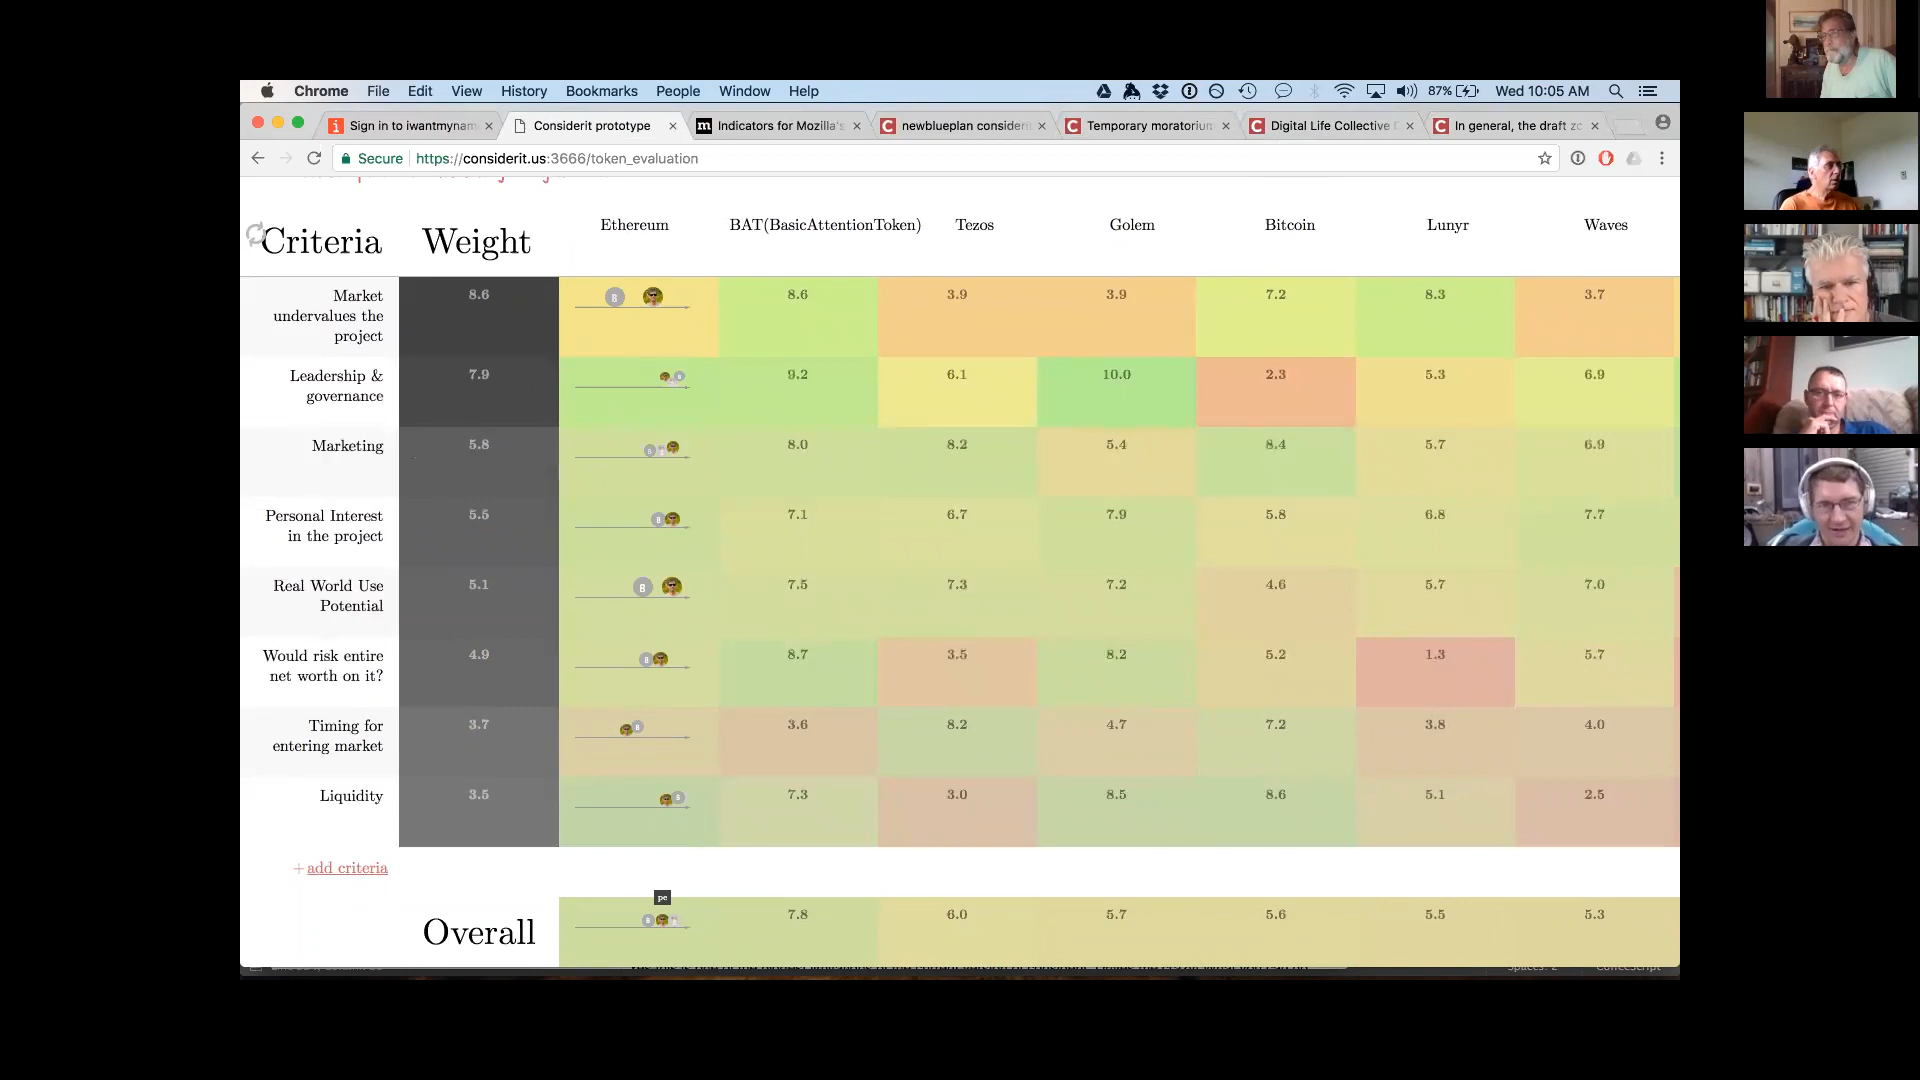 Chrome File Edit View History Bookmarks People Window Help 87% Wed 10:05 AM
Sign in to iwantmynam Considerit prototype Indicators for Mozilla's newblueplan considerit Temporary moratorium Digital Life Collective In general, the draft zo
Secure https://considerit.us:3666/token_evaluation
Criteria Weight Ethereum BAT(BasicAttentionToken) Tezos Golem Bitcoin Lunyr Waves
Market undervalues the project 8.6 8.6 3.9 3.9 7.2 8.3 3.7
Leadership & governance 7.9 9.2 6.1 10.0 2.3 5.3 6.9
Marketing 5.8 8.0 8.2 5.4 8.4 5.7 6.9
Personal Interest in the project 5.5 7.1 6.7 7.9 5.8 6.8 7.7
Real World Use Potential 5.1 7.5 7.3 7.2 4.6 5.7 7.0
Would risk entire net worth on it? 4.9 8.7 3.5 8.2 5.2 1.3 5.7
Timing for entering market 3.7 3.6 8.2 4.7 7.2 3.8 4.0
Liquidity 3.5 7.3 3.0 8.5 8.6 5.1 2.5
+ add criteria
pe
Overall 7.8 6.0 5.7 5.6 5.5 5.3